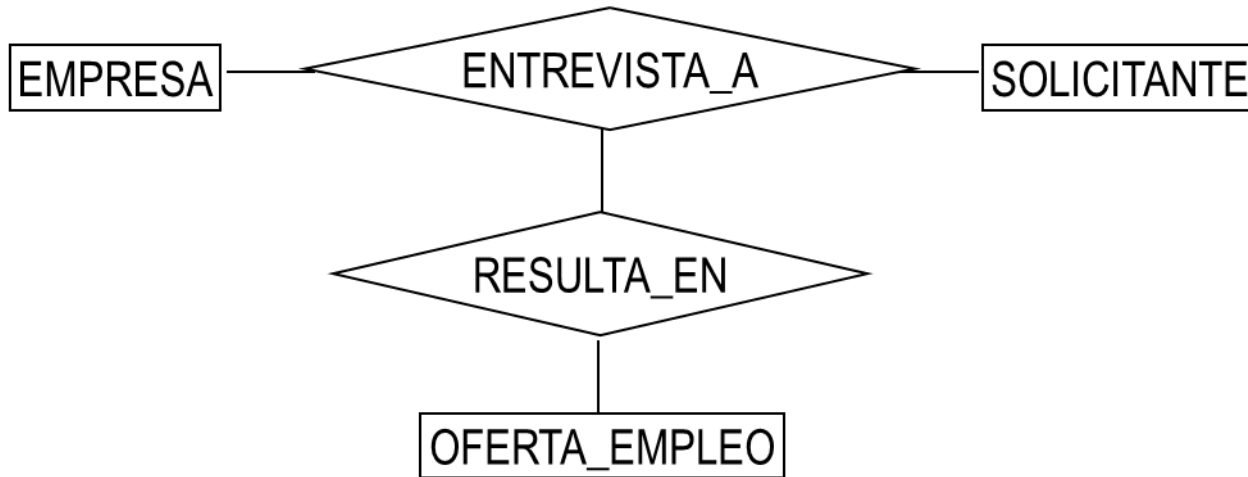 EMPRESA
ENTREVISTA_A
SOLICITANTE
RESULTA_EN
OFERTA_EMPLEO